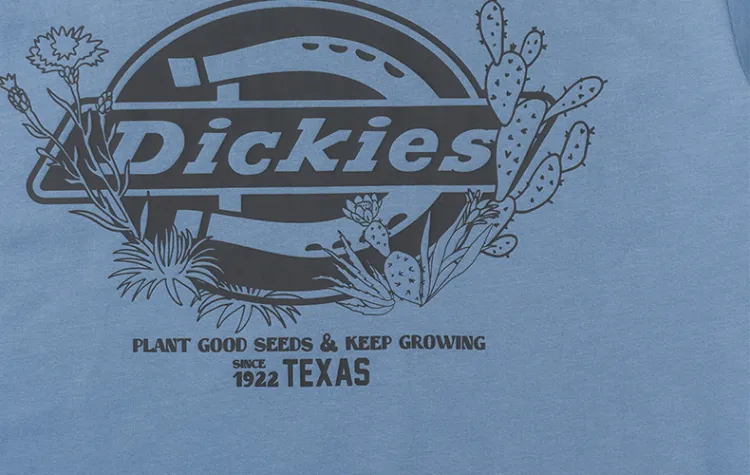 Dickies
PLANT GOOD SEEDS & KEEP GROWING
SINCE
1922 TEXAS